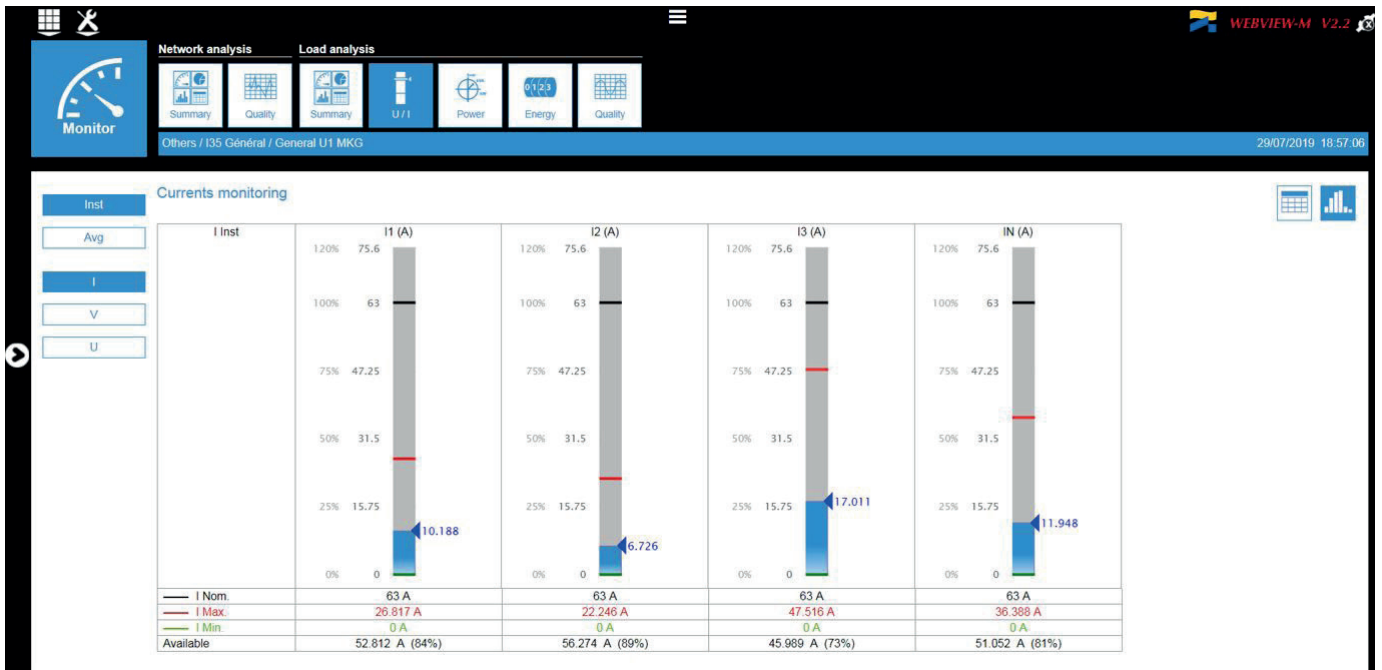 WEBVIEW-M V2.2
Network analysis Load analysis
Monitor
Summary Quality Summary U / I Power Energy Quality
0 1 2 3
Others / I35 Général / General U1 MKG 29/07/2019 18:57:06
Currents monitoring
Inst
Avg
I
V
U
I Inst I1 (A) I2 (A) I3 (A) IN (A)
120% 75.6 120% 75.6 120% 75.6 120% 75.6
100% 63 100% 63 100% 63 100% 63
75% 47.25 75% 47.25 75% 47.25 75% 47.25
50% 31.5 50% 31.5 50% 31.5 50% 31.5
25% 15.75 25% 15.75 25% 15.75 25% 15.75
10.188 6.726 17.011 11.948
0% 0 0% 0 0% 0 0% 0
I Nom. 63 A 63 A 63 A 63 A
I Max. 26.817 A 22.246 A 47.516 A 36.388 A
I Min. 0 A 0 A 0 A 0 A
Available 52.812 A (84%) 56.274 A (89%) 45.989 A (73%) 51.052 A (81%)